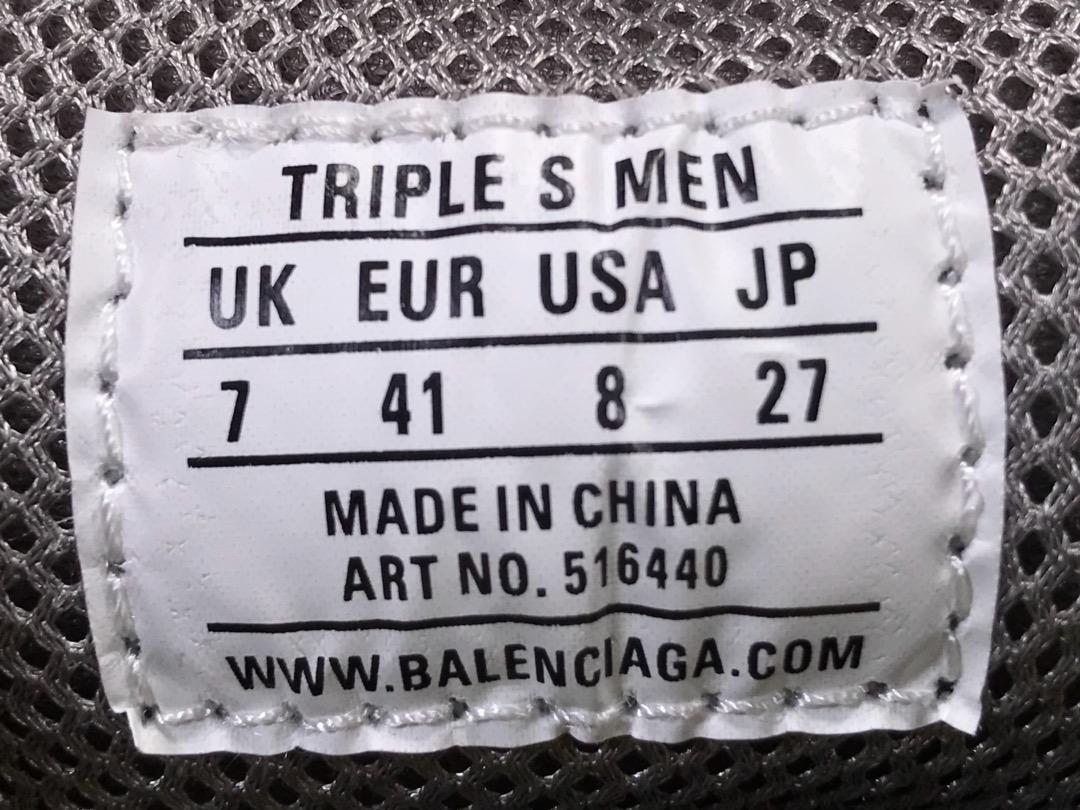 TRIPLE S MEN
UK EUR USA JP
7 41 8 27
MADE IN CHINA
ART NO. 516440
WWW.BALENCIAGA.COM